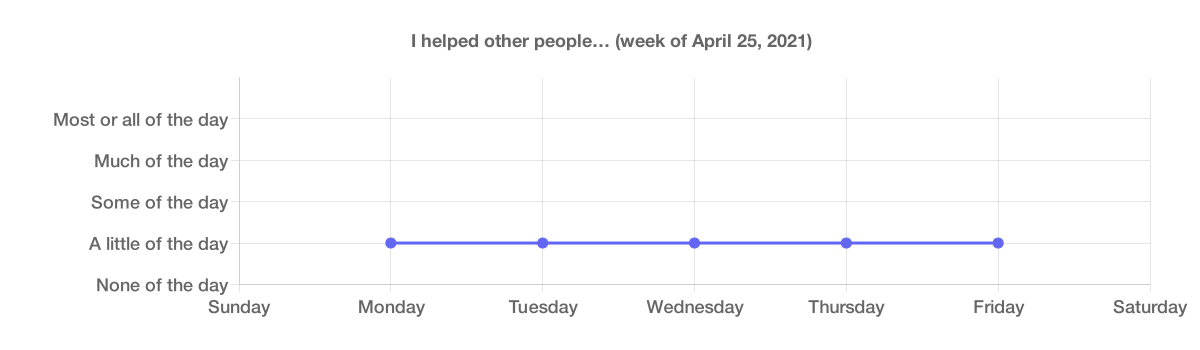 I helped other people… (week of April 25, 2021)
Most or all of the day
Much of the day
Some of the day
A little of the day
None of the day
Sunday Monday Tuesday Wednesday Thursday Friday Saturday